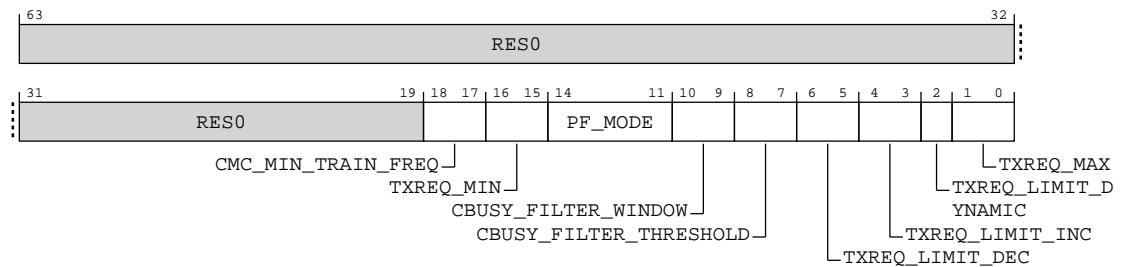 63 32
RES0
31 19 18 17 16 15 14 11 10 9 8 7 6 5 4 3 2 1 0
RES0 PF_MODE
CMC_MIN_TRAIN_FREQ TXREQ_MAX
TXREQ_MIN TXREQ_LIMIT_D
CBUSY_FILTER_WINDOW YNAMIC
CBUSY_FILTER_THRESHOLD TXREQ_LIMIT_INC
TXREQ_LIMIT_DEC